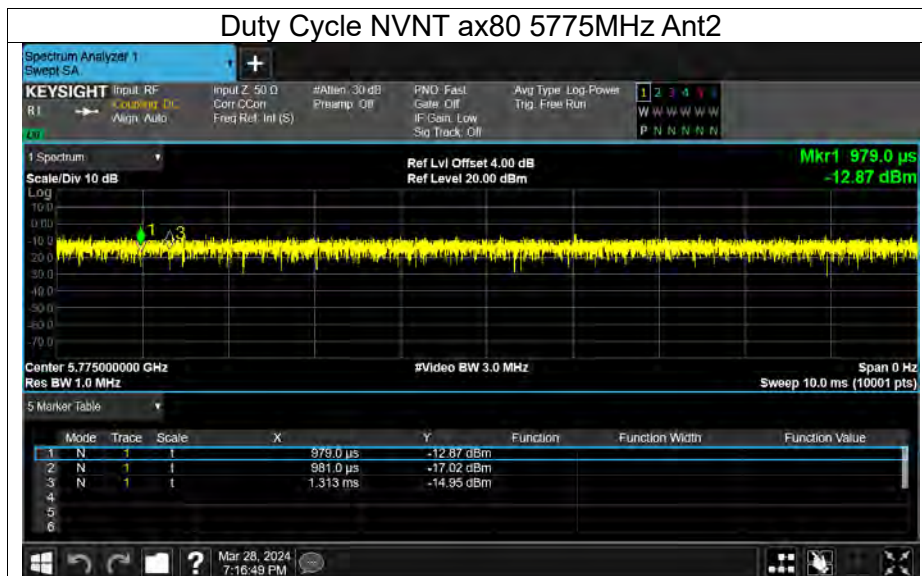 Duty Cycle NVNT ax80 5775MHz Ant2
Spectrum Analyzer 1
Swept SA
+
KEYSIGHT Input: RF Input Z: 50 Ω #Atten: 30 dB PNO: Fast Avg Type: Log-Power 1 2 3 4 5 6
R1 Coupling: DC Corr CCorr Preamp: Off Gate: Off Trig: Free Run W W W W W W
Align: Auto Freq Ref: Int (S) IF Gain: Low P N N N N N
Sig Track: Off
1 Spectrum Ref Lvl Offset 4.00 dB Mkr1 979.0 µs
Scale/Div 10 dB Ref Level 20.00 dBm -12.87 dBm
Log
10.0
0.00
1 3
-10.0
-20.0
-30.0
-40.0
-50.0
-60.0
-70.0
Center 5.775000000 GHz #Video BW 3.0 MHz Span 0 Hz
Res BW 1.0 MHz Sweep 10.0 ms (10001 pts)
5 Marker Table
Mode Trace Scale X Y Function Function Width Function Value
1 N 1 t 979.0 µs -12.87 dBm
2 N 1 t 981.0 µs -17.02 dBm
3 N 1 t 1.313 ms -14.95 dBm
4
5
6
? Mar 28, 2024
7:16:49 PM